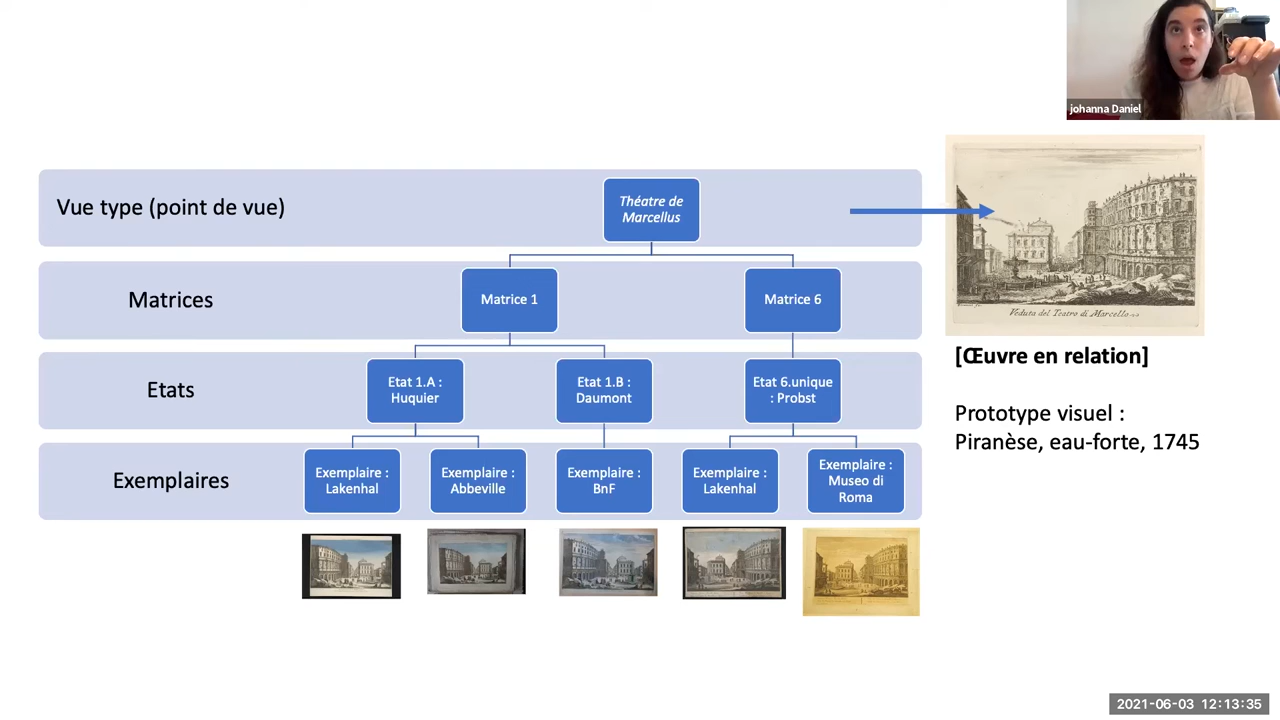 johanna Daniel
Vue type (point de vue)
Théatre de
Marcellus
Matrices
Matrice 1
Matrice 6
Veduta del Teatro di Marcello
[Œuvre en relation]
Etats
Etat 1.A :
Huquier
Etat 1.B :
Daumont
Etat 6.unique
: Probst
Prototype visuel :
Piranèse, eau-forte, 1745
Exemplaires
Exemplaire :
Lakenhal
Exemplaire :
Abbeville
Exemplaire :
BnF
Exemplaire :
Lakenhal
Exemplaire :
Museo di
Roma
2021-06-03 12:13:35